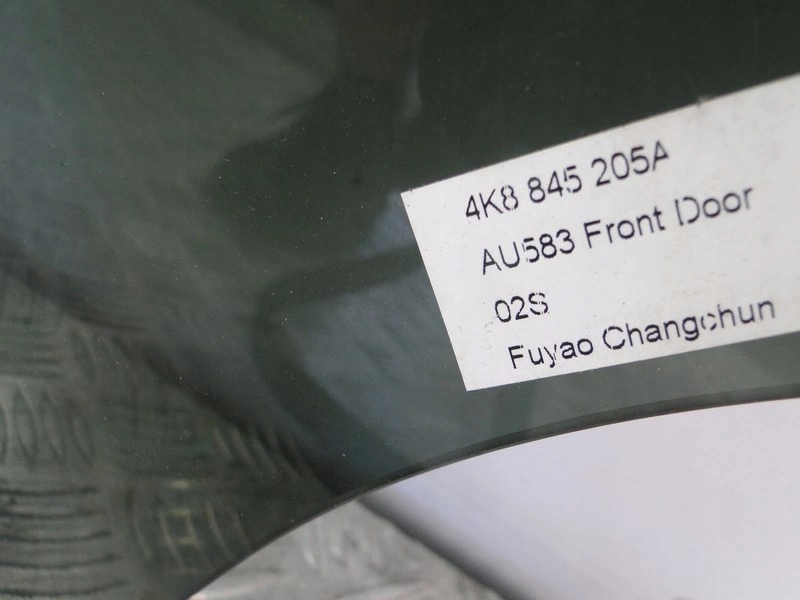 4K8 845 205A
AU583 Front Door
02S
Fuyao Changchun